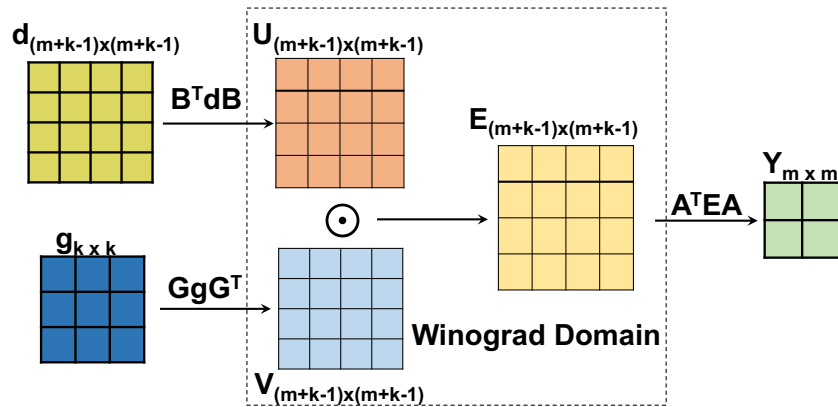 d(m+k-1)x(m+k-1)
BᵀdB
U(m+k-1)x(m+k-1)
E(m+k-1)x(m+k-1)
Yₘ ₓ ₘ
AᵀEA
gₖ ₓ ₖ
GgGᵀ
Winograd Domain
V(m+k-1)x(m+k-1)